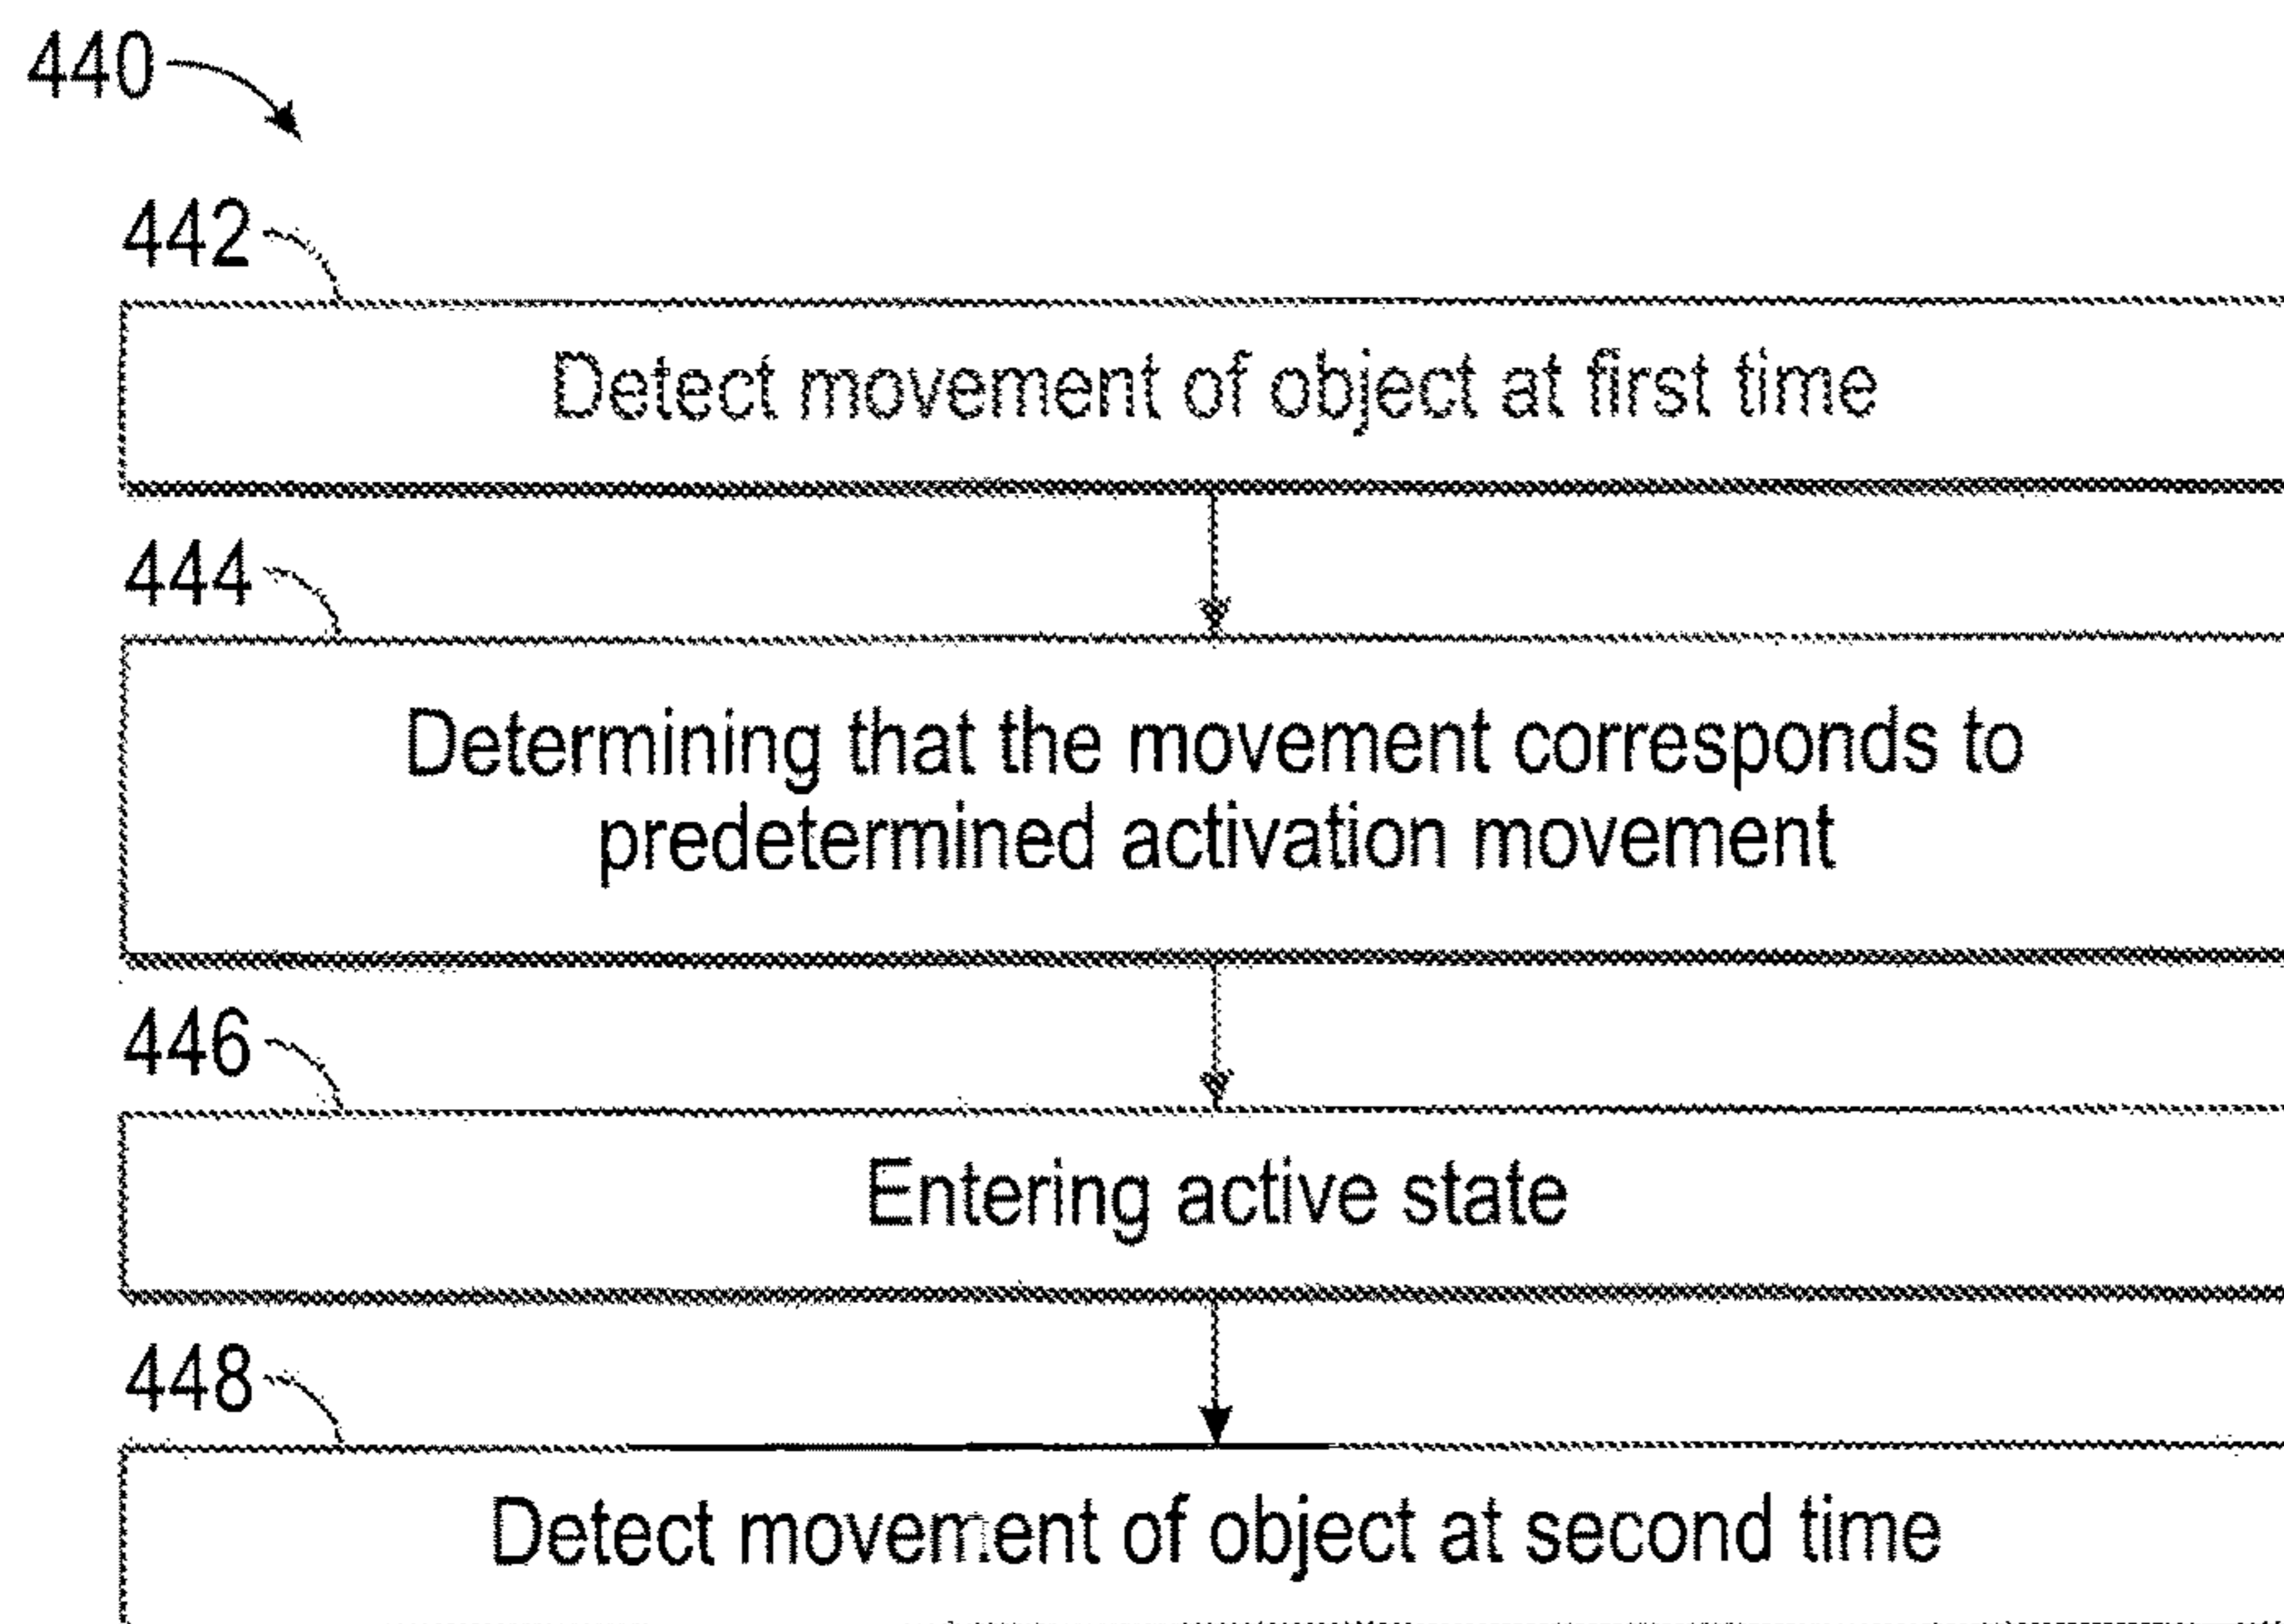 440
442
Detect movement of object at first time
444
Determining that the movement corresponds to
predetermined activation movement
446
Entering active state
448
Detect movement of object at second time